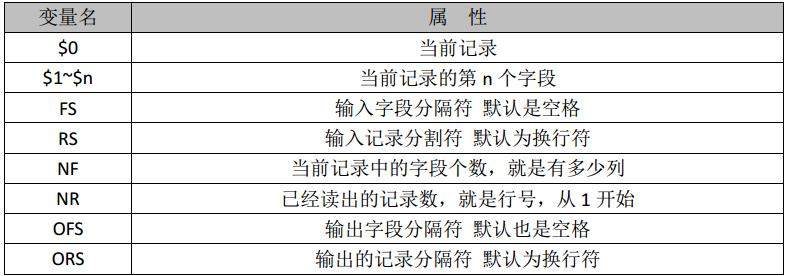 变量名 属 性
$0 当前记录
$1~$n 当前记录的第 n 个字段
FS 输入字段分隔符 默认是空格
RS 输入记录分割符 默认为换行符
NF 当前记录中的字段个数，就是有多少列
NR 已经读出的记录数，就是行号，从 1 开始
OFS 输出字段分隔符 默认也是空格
ORS 输出的记录分隔符 默认为换行符